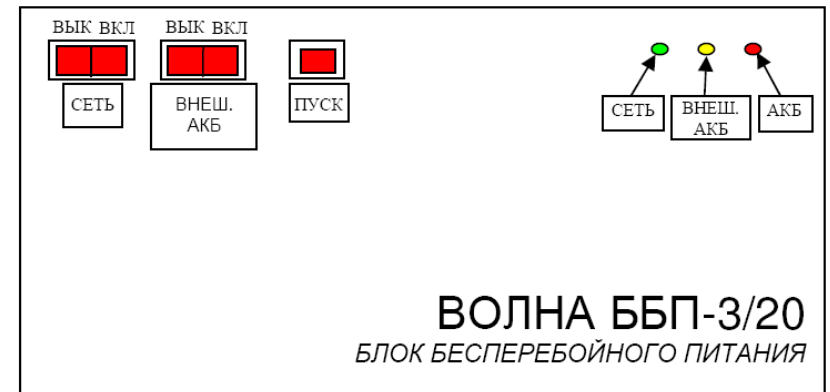 ВЫК ВКЛ
ВЫК ВКЛ
СЕТЬ
ВНЕШ.
АКБ
ПУСК
СЕТЬ
ВНЕШ.
АКБ
АКБ
ВОЛНА ББП-3/20
БЛОК БЕСПЕРЕБОЙНОГО ПИТАНИЯ